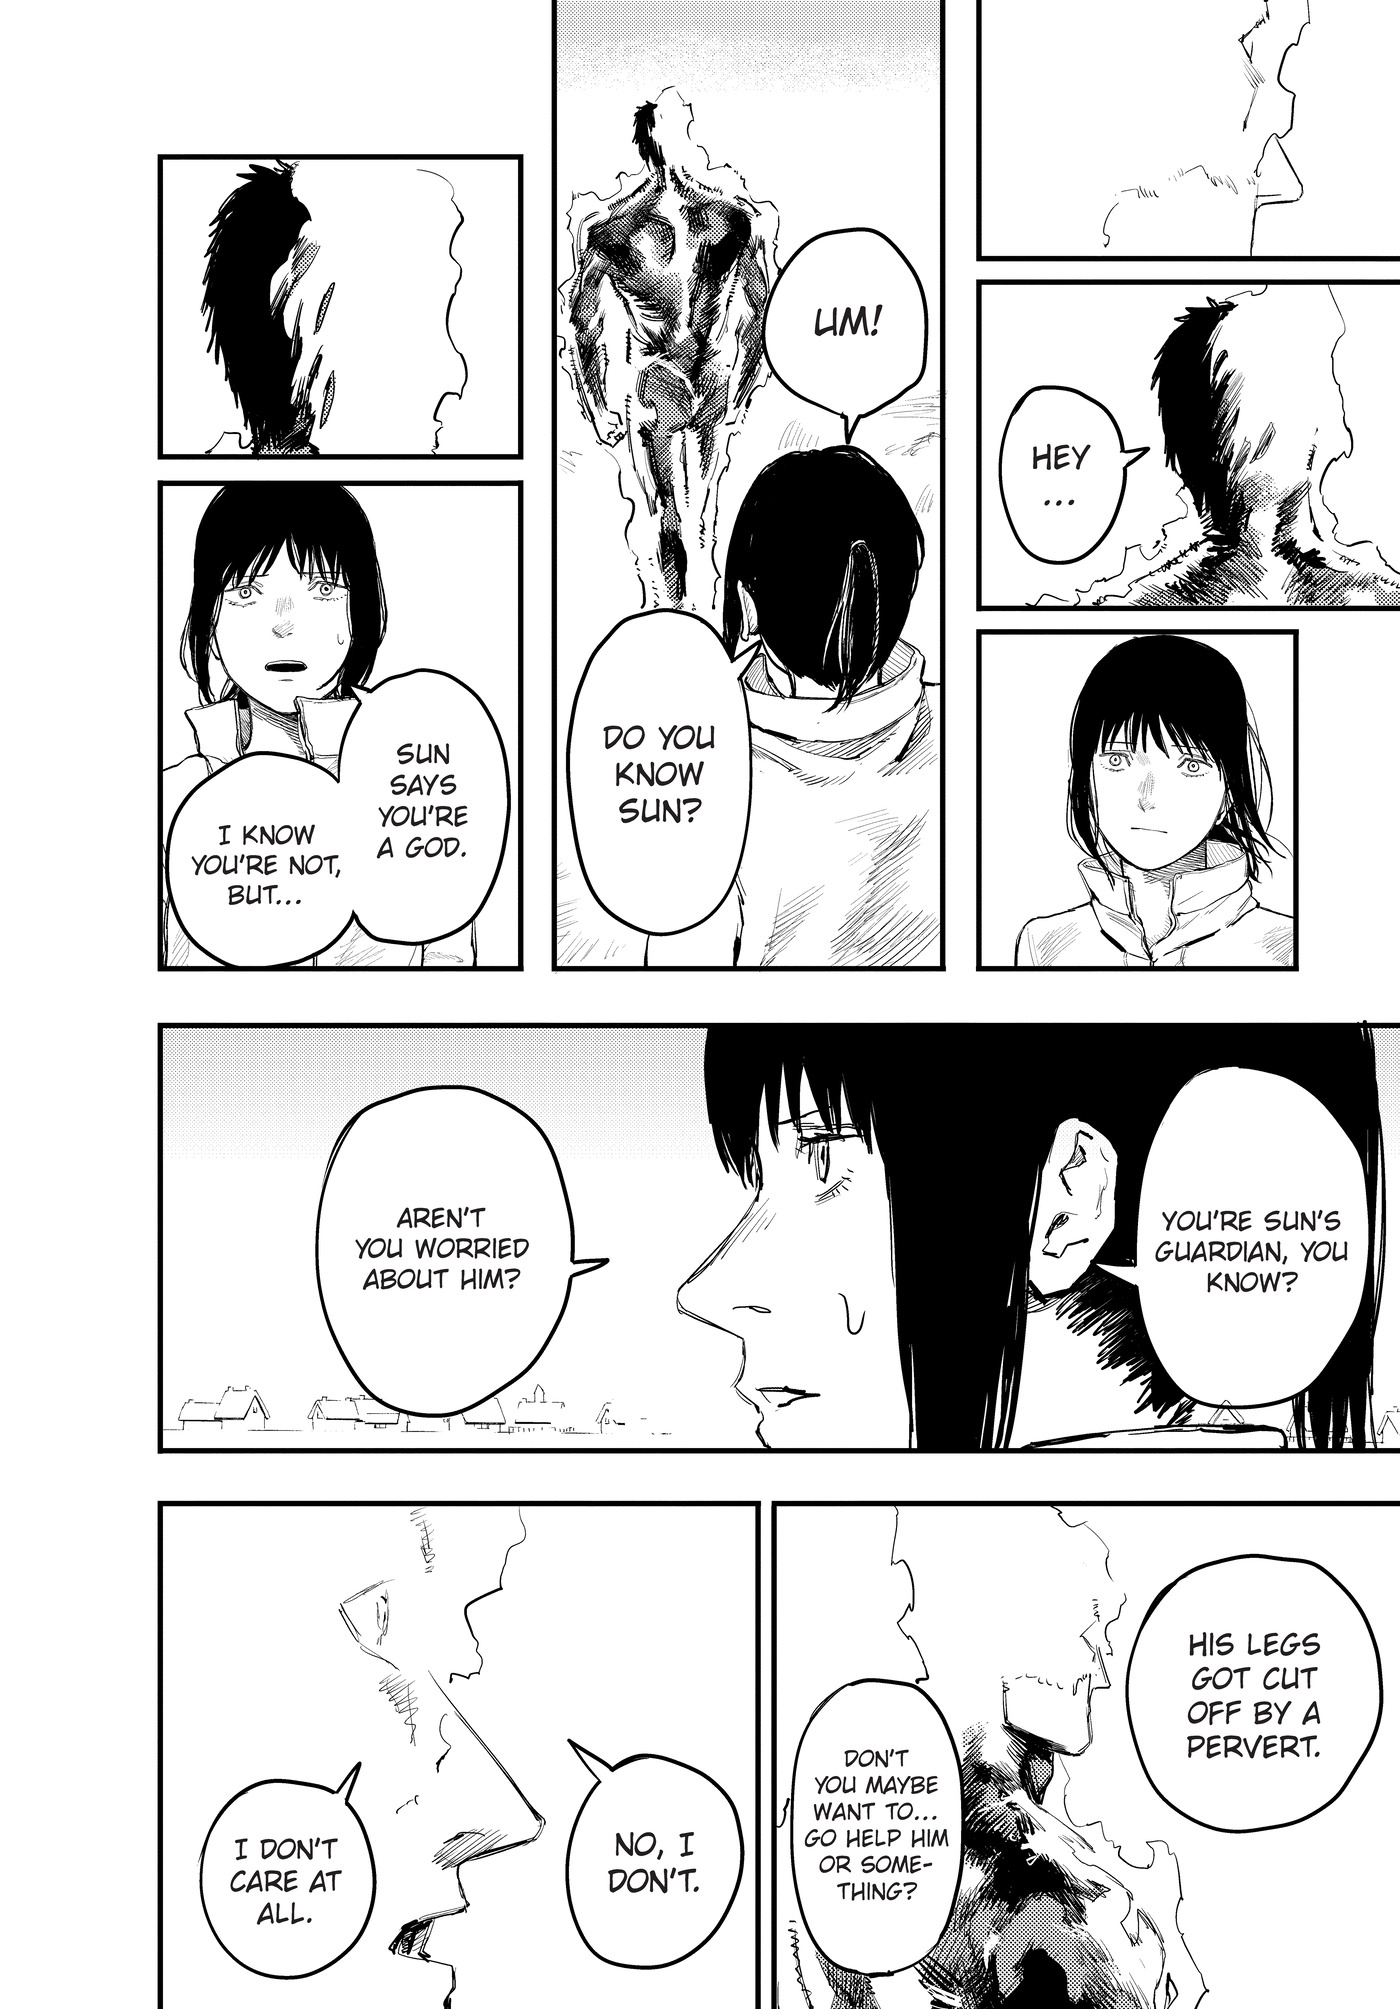 HEY
...
UM!
DO YOU
KNOW
SUN?
SUN
SAYS
YOU'RE
A GOD.
I KNOW
YOU'RE NOT,
BUT...
YOU'RE SUN'S
GUARDIAN, YOU
KNOW?
AREN'T
YOU WORRIED
ABOUT HIM?
HIS LEGS
GOT CUT
OFF BY A
PERVERT.
DON'T
YOU MAYBE
WANT TO...
GO HELP HIM
OR SOME-
THING?
NO, I
DON'T.
I DON'T
CARE AT
ALL.